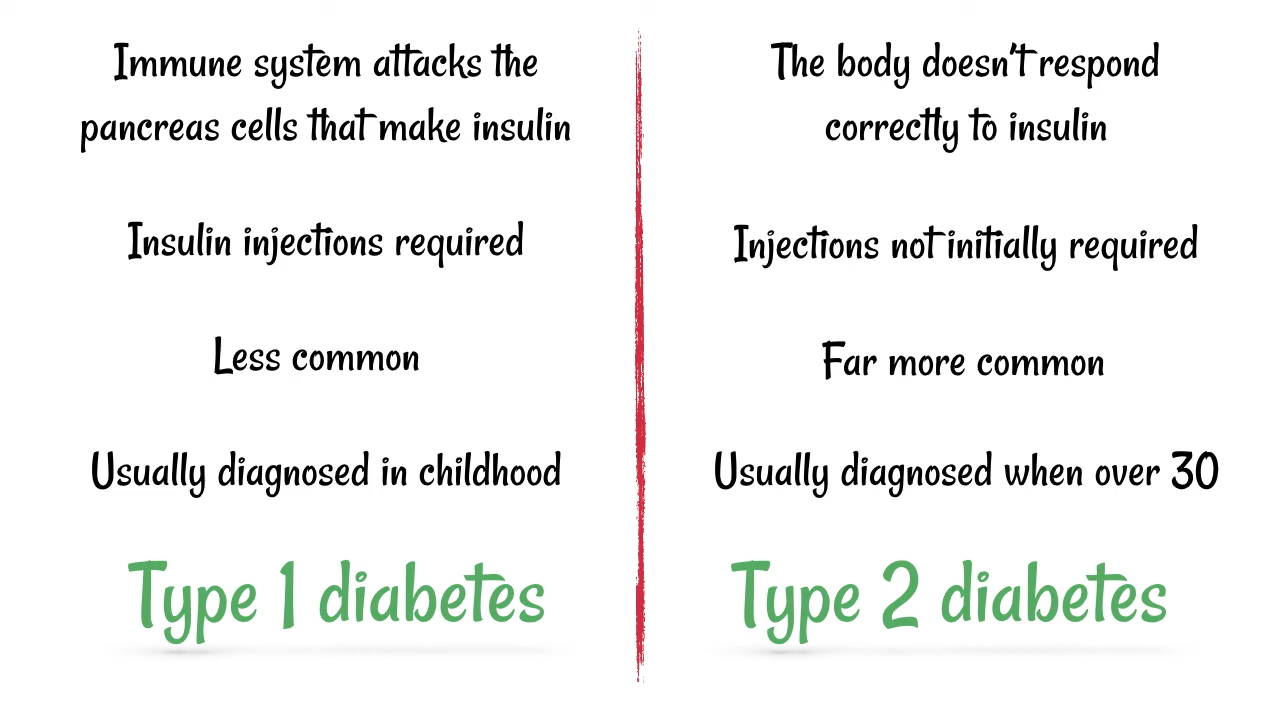 Immune system attacks the
pancreas cells that make insulin
Insulin injections required
Less common
Usually diagnosed in childhood
Type 1 diabetes
The body doesn't respond
correctly to insulin
Injections not initially required
Far more common
Usually diagnosed when over 30
Type 2 diabetes